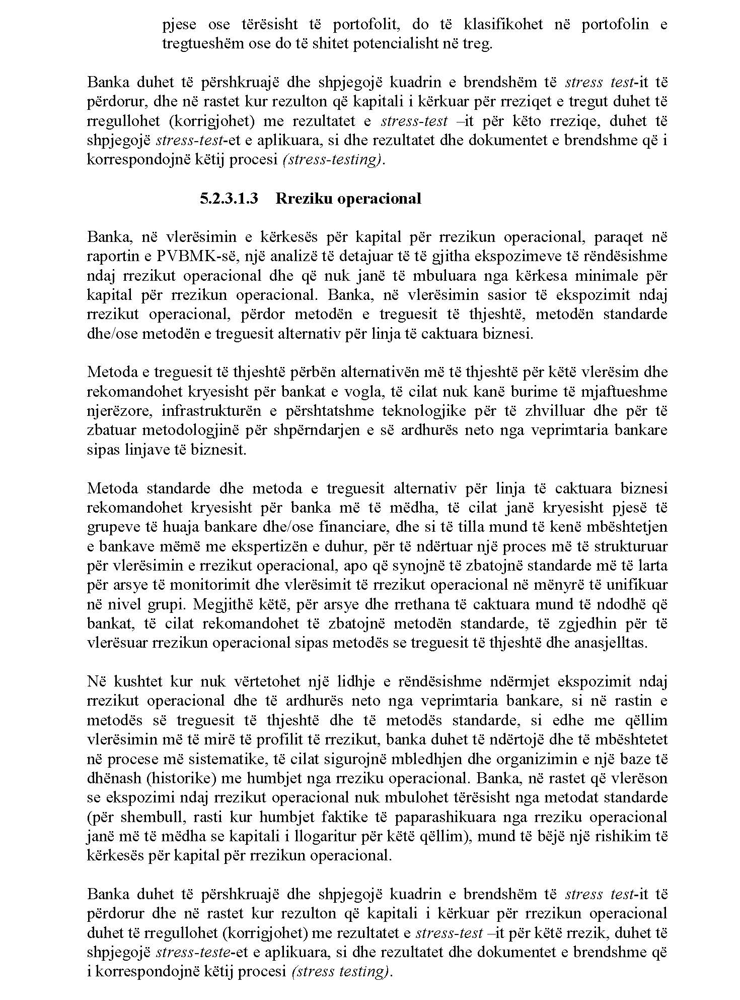 pjese ose tërësisht të portofolit, do të klasifikohet në portofolin e
tregtueshëm ose do të shitet potencialisht në treg.
Banka duhet të përshkruajë dhe shpjegojë kuadrin e brendshëm të stress test-it të
përdorur, dhe në rastet kur rezulton që kapitali i kërkuar për rreziqet e tregut duhet të
rregullohet (korrigjohet) me rezultatet e stress-test –it për këto rreziqe, duhet të
shpjegojë stress-test-et e aplikuara, si dhe rezultatet dhe dokumentet e brendshme që i
korrespondojnë këtij procesi (stress-testing).
5.2.3.1.3 Rreziku operacional
Banka, në vlerësimin e kërkesës për kapital për rrezikun operacional, paraqet në
raportin e PVBMK-së, një analizë të detajuar të të gjitha ekspozimeve të rëndësishme
ndaj rrezikut operacional dhe që nuk janë të mbuluara nga kërkesa minimale për
kapital për rrezikun operacional. Banka, në vlerësimin sasior të ekspozimit ndaj
rrezikut operacional, përdor metodën e treguesit të thjeshtë, metodën standarde
dhe/ose metodën e treguesit alternativ për linja të caktuara biznesi.
Metoda e treguesit të thjeshtë përbën alternativën më të thjeshtë për këtë vlerësim dhe
rekomandohet kryesisht për bankat e vogla, të cilat nuk kanë burime të mjaftueshme
njerëzore, infrastrukturën e përshtatshme teknologjike për të zhvilluar dhe për të
zbatuar metodologjinë për shpërndarjen e së ardhurës neto nga veprimtaria bankare
sipas linjave të biznesit.
Metoda standarde dhe metoda e treguesit alternativ për linja të caktuara biznesi
rekomandohet kryesisht për banka më të mëdha, të cilat janë kryesisht pjesë të
grupeve të huaja bankare dhe/ose financiare, dhe si të tilla mund të kenë mbështetjen
e bankave mëmë me ekspertizën e duhur, për të ndërtuar një proces më të strukturuar
për vlerësimin e rrezikut operacional, apo që synojnë të zbatojnë standarde më të larta
për arsye të monitorimit dhe vlerësimit të rrezikut operacional në mënyrë të unifikuar
në nivel grupi. Megjithë këtë, për arsye dhe rrethana të caktuara mund të ndodhë që
bankat, të cilat rekomandohet të zbatojnë metodën standarde, të zgjedhin për të
vlerësuar rrezikun operacional sipas metodës se treguesit të thjeshtë dhe anasjelltas.
Në kushtet kur nuk vërtetohet një lidhje e rëndësishme ndërmjet ekspozimit ndaj
rrezikut operacional dhe të ardhurës neto nga veprimtaria bankare, si në rastin e
metodës së treguesit të thjeshtë dhe të metodës standarde, si edhe me qëllim
vlerësimin më të mirë të profilit të rrezikut, banka duhet të ndërtojë dhe të mbështetet
në procese më sistematike, të cilat sigurojnë mbledhjen dhe organizimin e një baze të
dhënash (historike) me humbjet nga rreziku operacional. Banka, në rastet që vlerëson
se ekspozimi ndaj rrezikut operacional nuk mbulohet tërësisht nga metodat standarde
(për shembull, rasti kur humbjet faktike të paparashikuara nga rreziku operacional
janë më të mëdha se kapitali i llogaritur për këtë qëllim), mund të bëjë një rishikim të
kërkesës për kapital për rrezikun operacional.
Banka duhet të përshkruajë dhe shpjegojë kuadrin e brendshëm të stress test-it të
përdorur dhe në rastet kur rezulton që kapitali i kërkuar për rrezikun operacional
duhet të rregullohet (korrigjohet) me rezultatet e stress-test –it për këtë rrezik, duhet të
shpjegojë stress-teste-et e aplikuara, si dhe rezultatet dhe dokumentet e brendshme që
i korrespondojnë këtij procesi (stress testing).